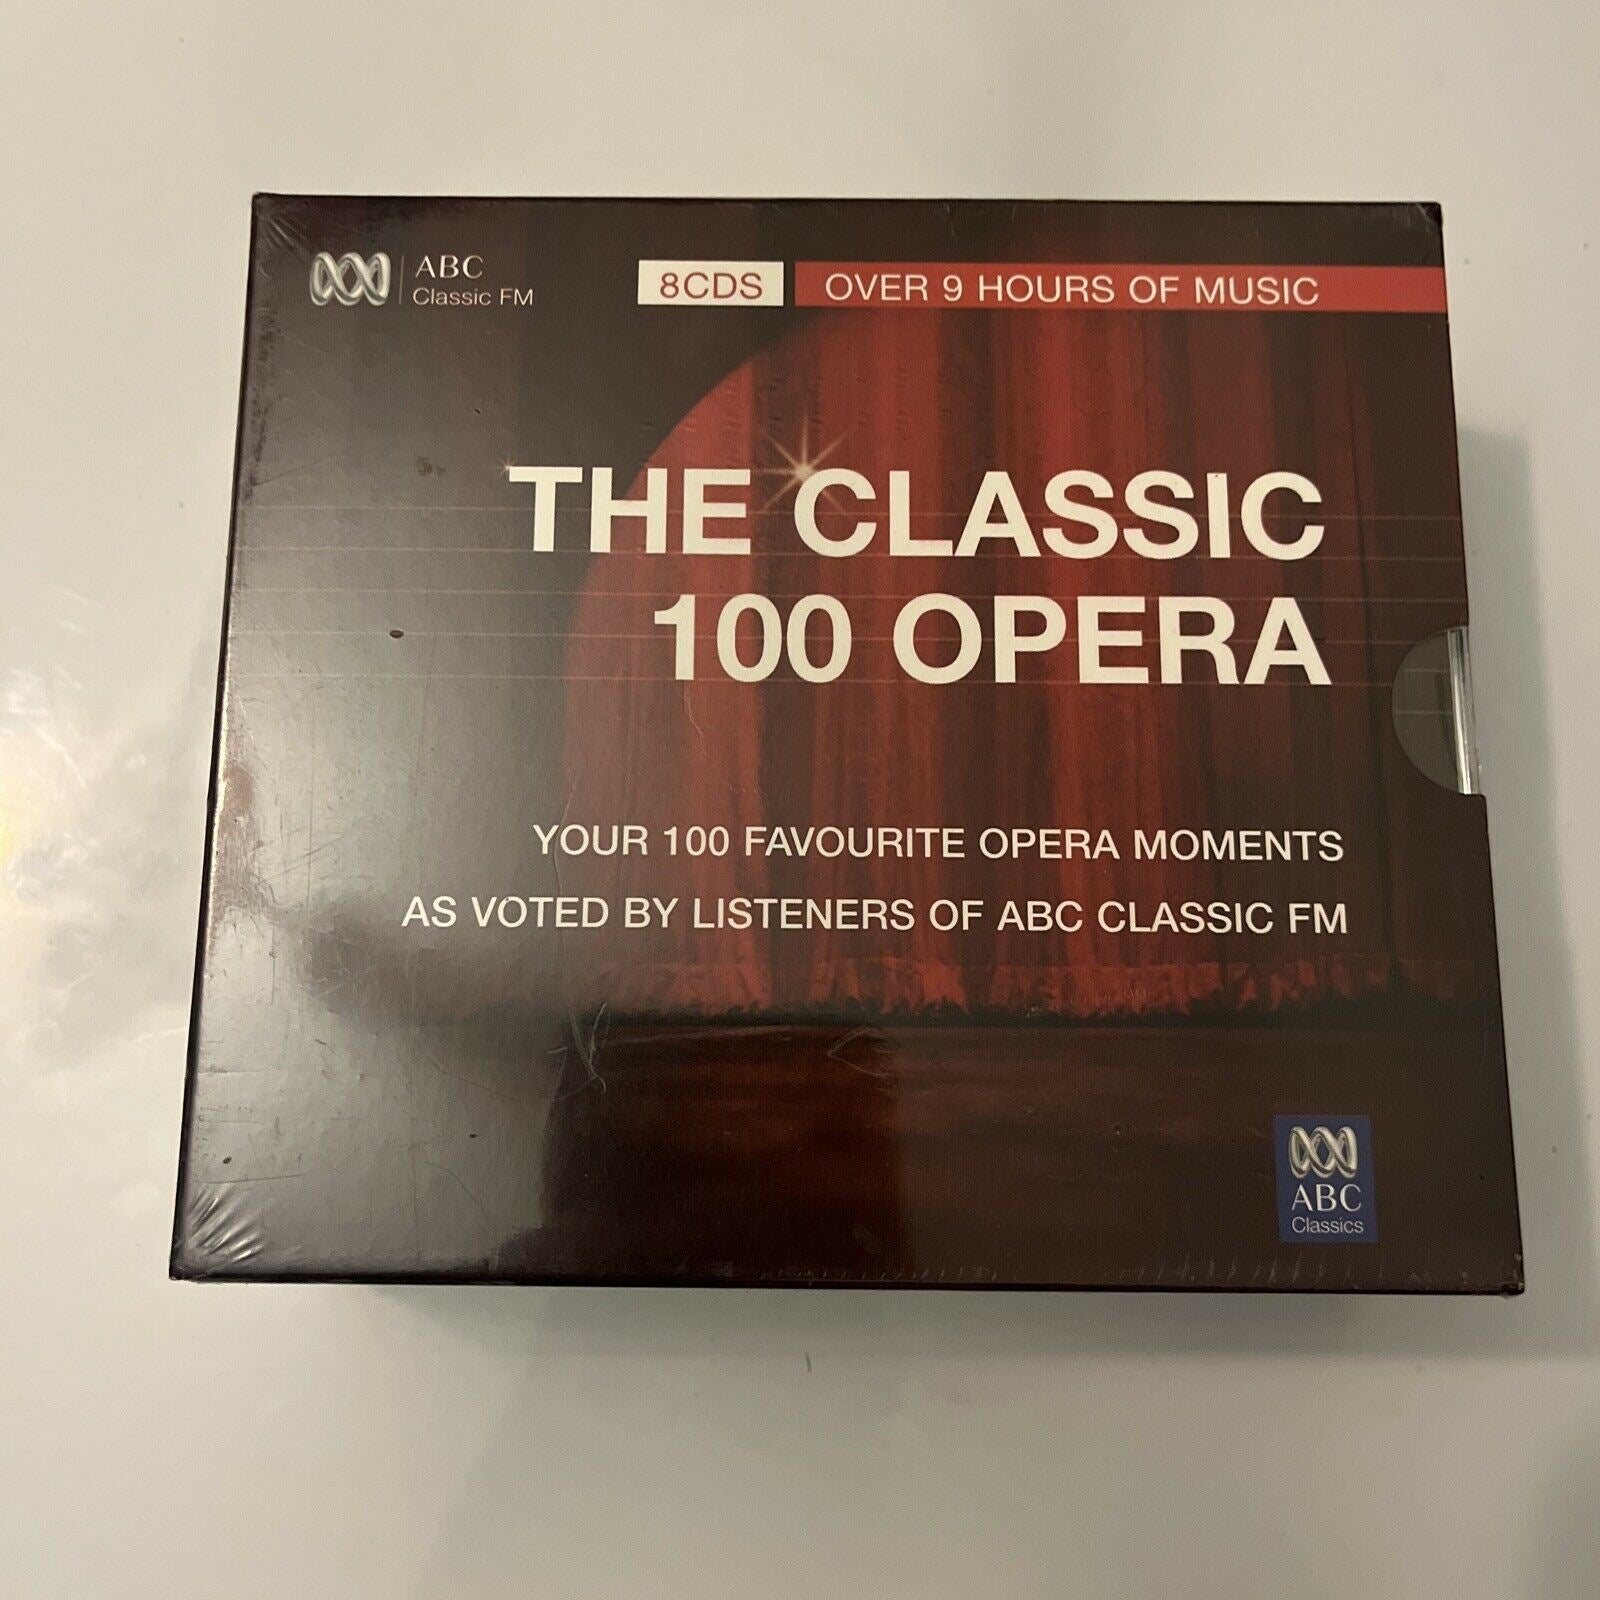 ABC
Classic FM
8CDS
OVER 9 HOURS OF MUSIC
THE CLASSIC
100 OPERA
YOUR 100 FAVOURITE OPERA MOMENTS
AS VOTED BY LISTENERS OF ABC CLASSIC FM
ABC
Classics